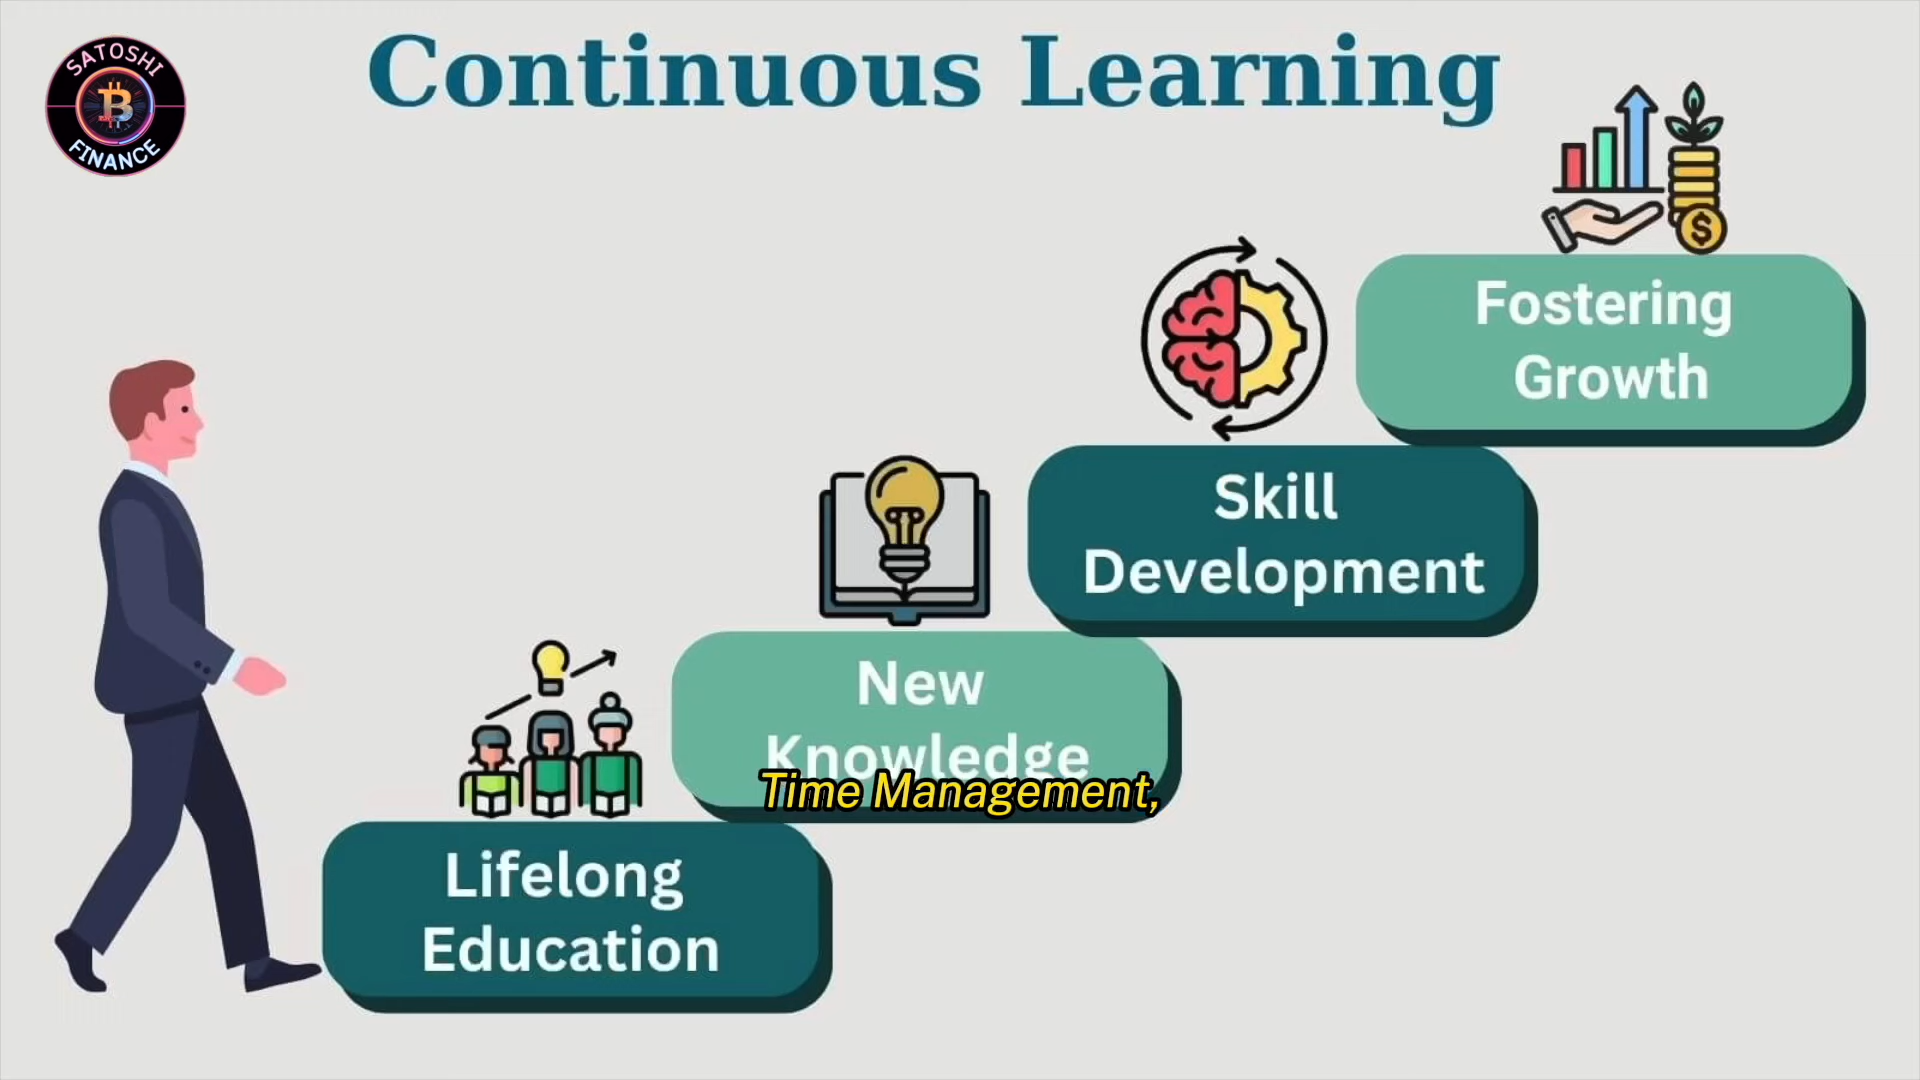 SATOSHI
FINANCE
Continuous Learning
Fostering
Growth
Skill
Development
New
Knowledge
Time Management,
Lifelong
Education